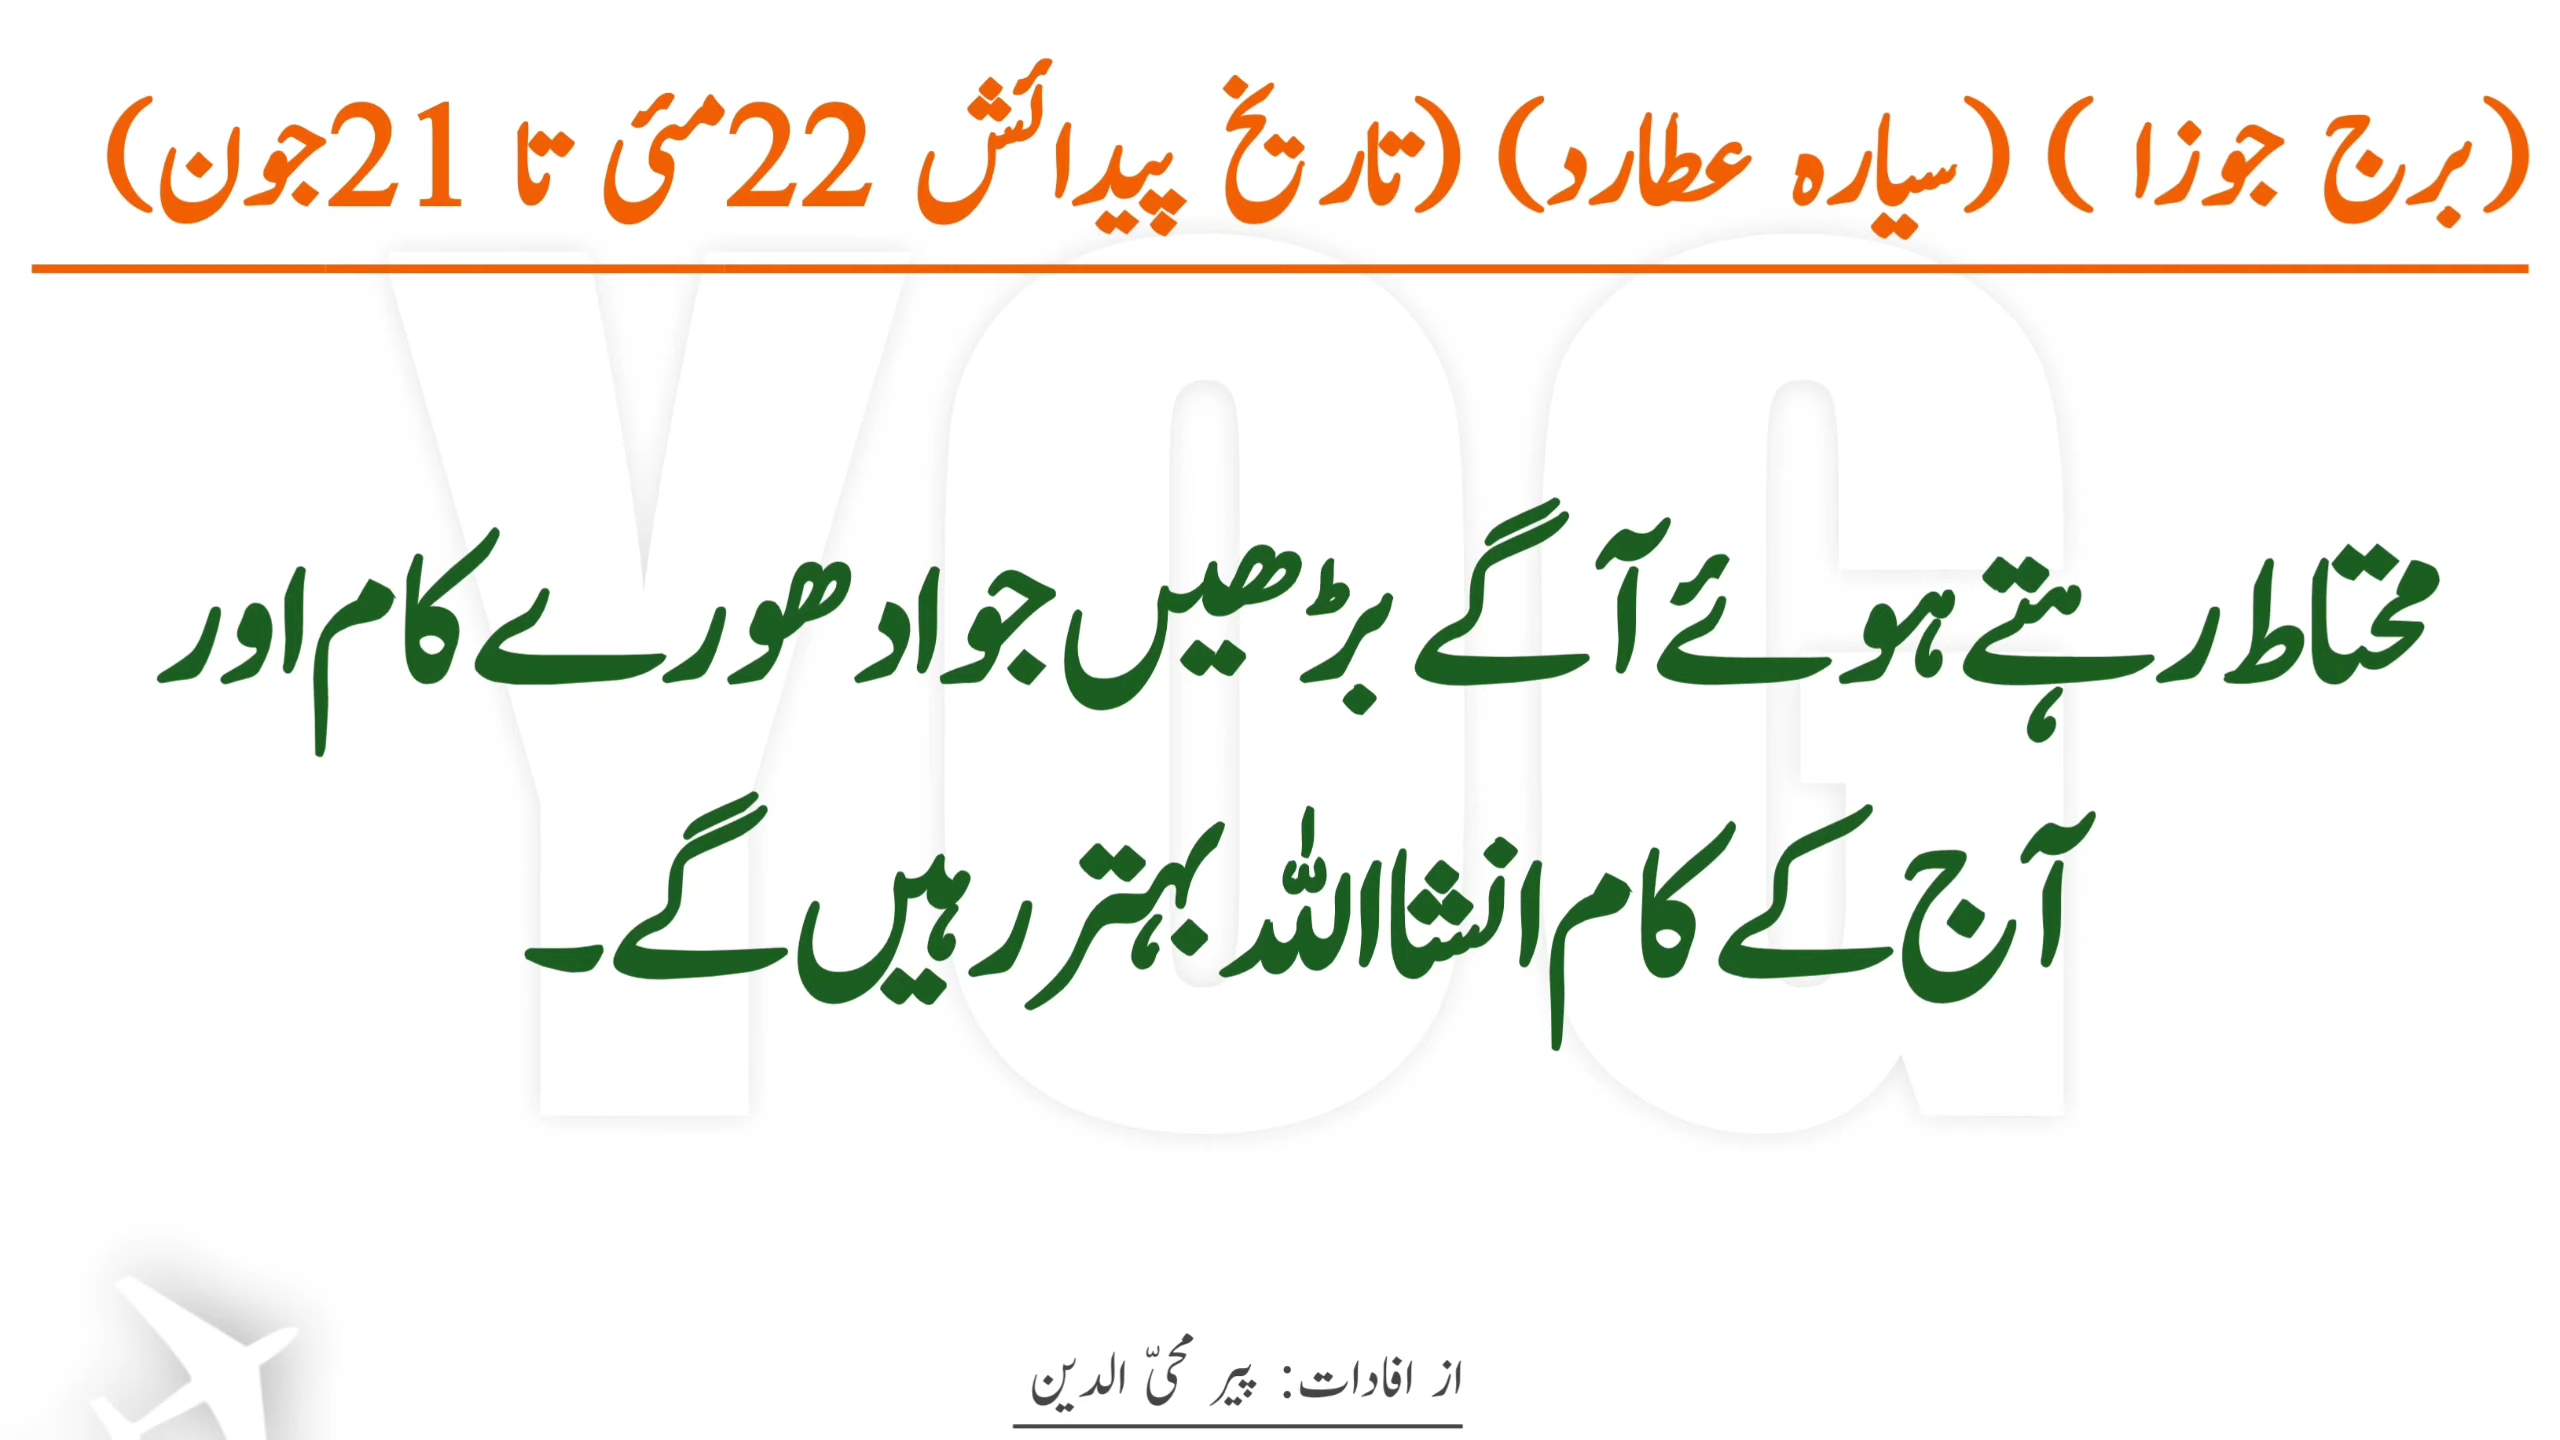 (برج جوزا ) (سیارہ عطارد) (تاریخ پیدائش 22مئی تا 21جون)
محتاط رہتے ہوئے آگے بڑھیں جو ادھورے کام اور
آج کے کام انشااللہ بہتر رہیں گے۔
از افادات: پیر محیّ الدین
YOG